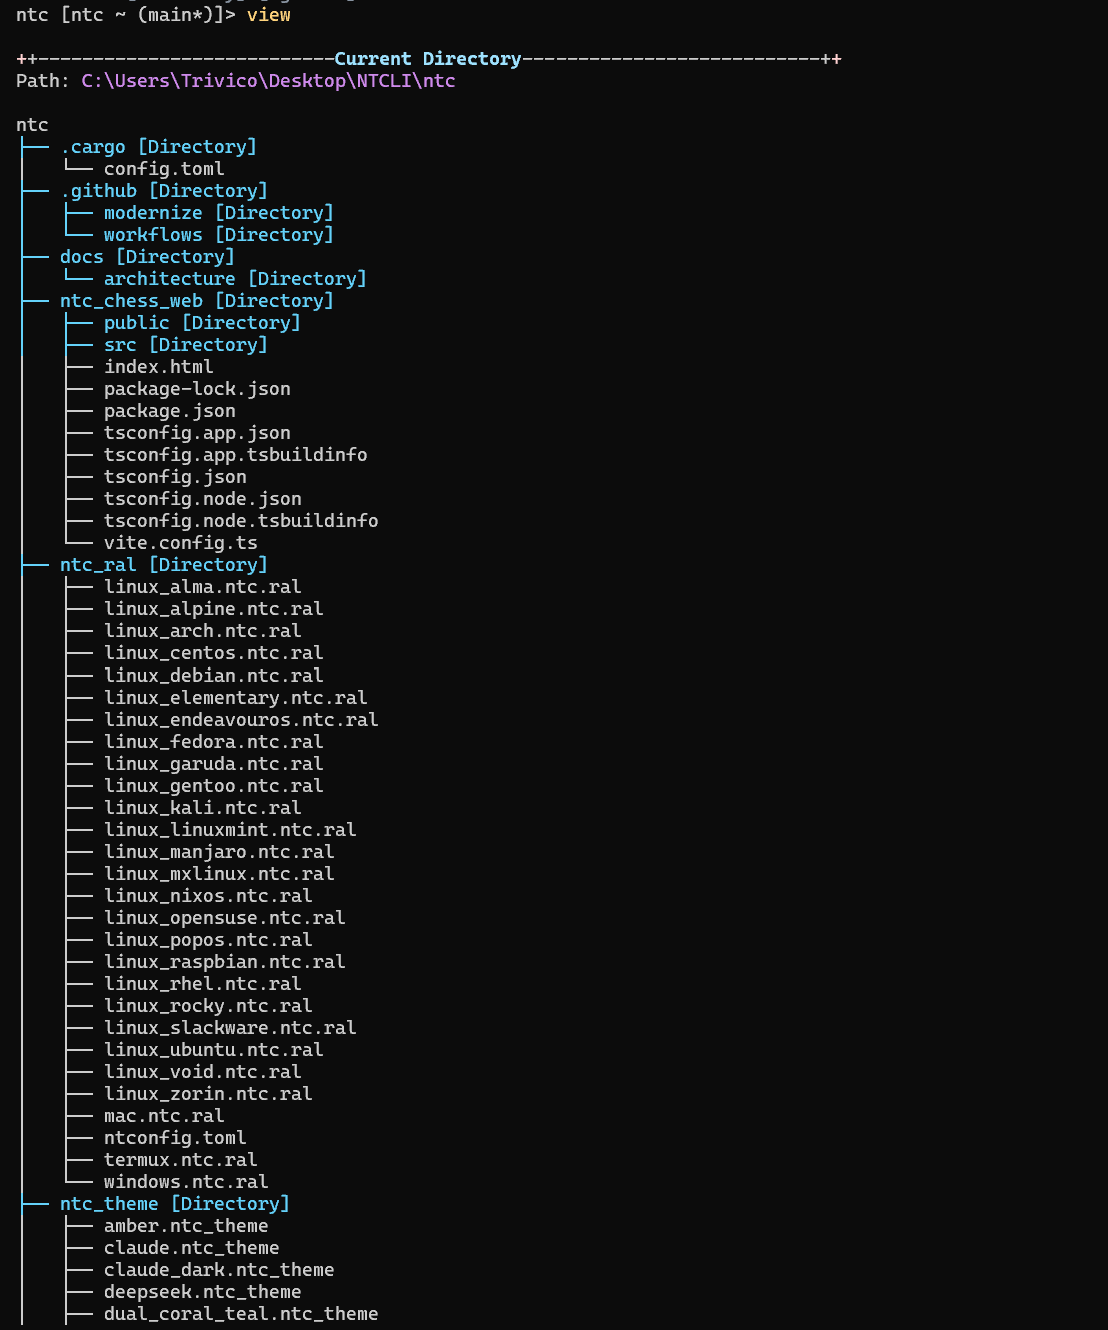 ntc [ntc ~ (main*)]> view
++---------------------------Current Directory---------------------------++
Path: C:\Users\Trivico\Desktop\NTCLI\ntc
ntc
├── .cargo [Directory]
│   └── config.toml
├── .github [Directory]
│   ├── modernize [Directory]
│   └── workflows [Directory]
├── docs [Directory]
│   └── architecture [Directory]
├── ntc_chess_web [Directory]
│   ├── public [Directory]
│   ├── src [Directory]
│   ├── index.html
│   ├── package-lock.json
│   ├── package.json
│   ├── tsconfig.app.json
│   ├── tsconfig.app.tsbuildinfo
│   ├── tsconfig.json
│   ├── tsconfig.node.json
│   ├── tsconfig.node.tsbuildinfo
│   └── vite.config.ts
├── ntc_ral [Directory]
│   ├── linux_alma.ntc.ral
│   ├── linux_alpine.ntc.ral
│   ├── linux_arch.ntc.ral
│   ├── linux_centos.ntc.ral
│   ├── linux_debian.ntc.ral
│   ├── linux_elementary.ntc.ral
│   ├── linux_endeavouros.ntc.ral
│   ├── linux_fedora.ntc.ral
│   ├── linux_garuda.ntc.ral
│   ├── linux_gentoo.ntc.ral
│   ├── linux_kali.ntc.ral
│   ├── linux_linuxmint.ntc.ral
│   ├── linux_manjaro.ntc.ral
│   ├── linux_mxlinux.ntc.ral
│   ├── linux_nixos.ntc.ral
│   ├── linux_opensuse.ntc.ral
│   ├── linux_popos.ntc.ral
│   ├── linux_raspbian.ntc.ral
│   ├── linux_rhel.ntc.ral
│   ├── linux_rocky.ntc.ral
│   ├── linux_slackware.ntc.ral
│   ├── linux_ubuntu.ntc.ral
│   ├── linux_void.ntc.ral
│   ├── linux_zorin.ntc.ral
│   ├── mac.ntc.ral
│   ├── ntconfig.toml
│   ├── termux.ntc.ral
│   └── windows.ntc.ral
├── ntc_theme [Directory]
│   ├── amber.ntc_theme
│   ├── claude.ntc_theme
│   ├── claude_dark.ntc_theme
│   ├── deepseek.ntc_theme
│   ├── dual_coral_teal.ntc_theme